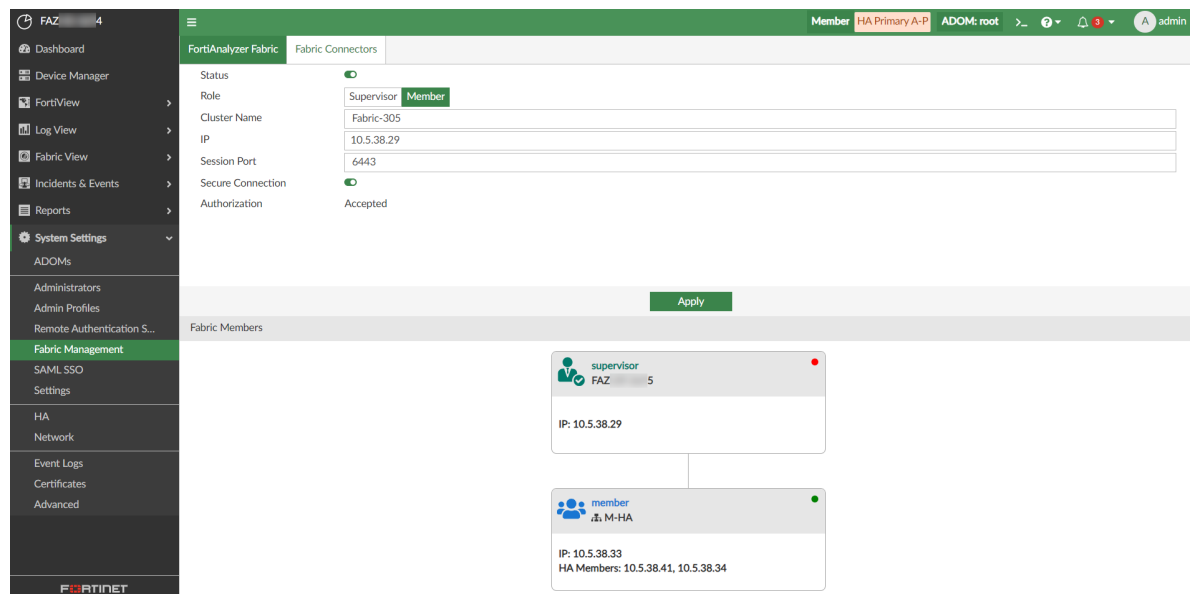 FAZ 4
Member HA Primary A-P ADOM: root >_ 3 A admin
Dashboard
Device Manager
FortiView
Log View
Fabric View
Incidents & Events
Reports
System Settings
ADOMs
Administrators
Admin Profiles
Remote Authentication S...
Fabric Management
SAML SSO
Settings
HA
Network
Event Logs
Certificates
Advanced
FORTINET
FortiAnalyzer Fabric Fabric Connectors
Status
Role Supervisor Member
Cluster Name Fabric-305
IP 10.5.38.29
Session Port 6443
Secure Connection
Authorization Accepted
Apply
Fabric Members
supervisor
FAZ 5
IP: 10.5.38.29
member
M-HA
IP: 10.5.38.33
HA Members: 10.5.38.41, 10.5.38.34